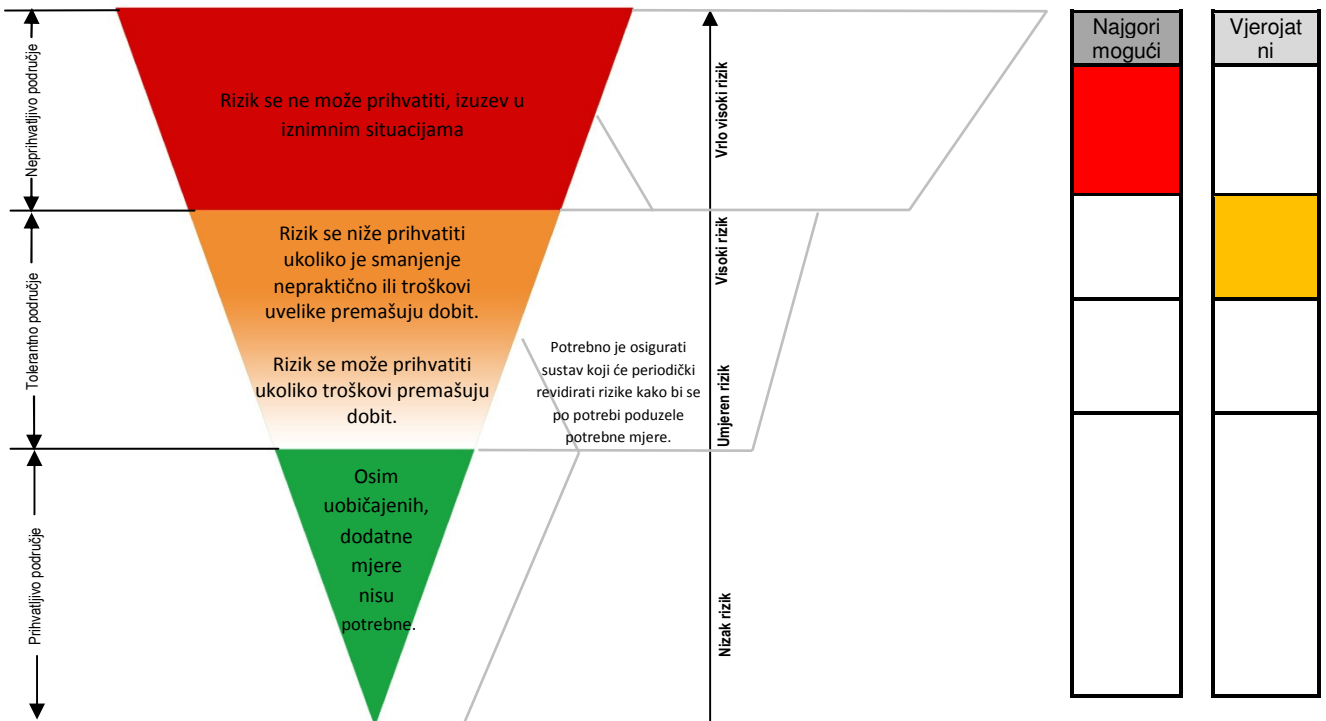 Neprihvatljivo područje
Rizik se ne može prihvatiti, izuzev u
iznimnim situacijama
Vrlo visoki rizik
Najgori
mogući
Vjerojat
ni
Tolerantno područje
Rizik se niže prihvatiti
ukoliko je smanjenje
nepraktično ili troškovi
uvelike premašuju dobit.
Rizik se može prihvatiti
ukoliko troškovi premašuju
dobit.
Potrebno je osigurati
sustav koji će periodički
revidirati rizike kako bi se
po potrebi poduzele
potrebne mjere.
Visoki rizik
Umjeren rizik
Prihvatljivo područje
Osim
uobičajenih,
dodatne
mjere
nisu
potrebne.
Nizak rizik